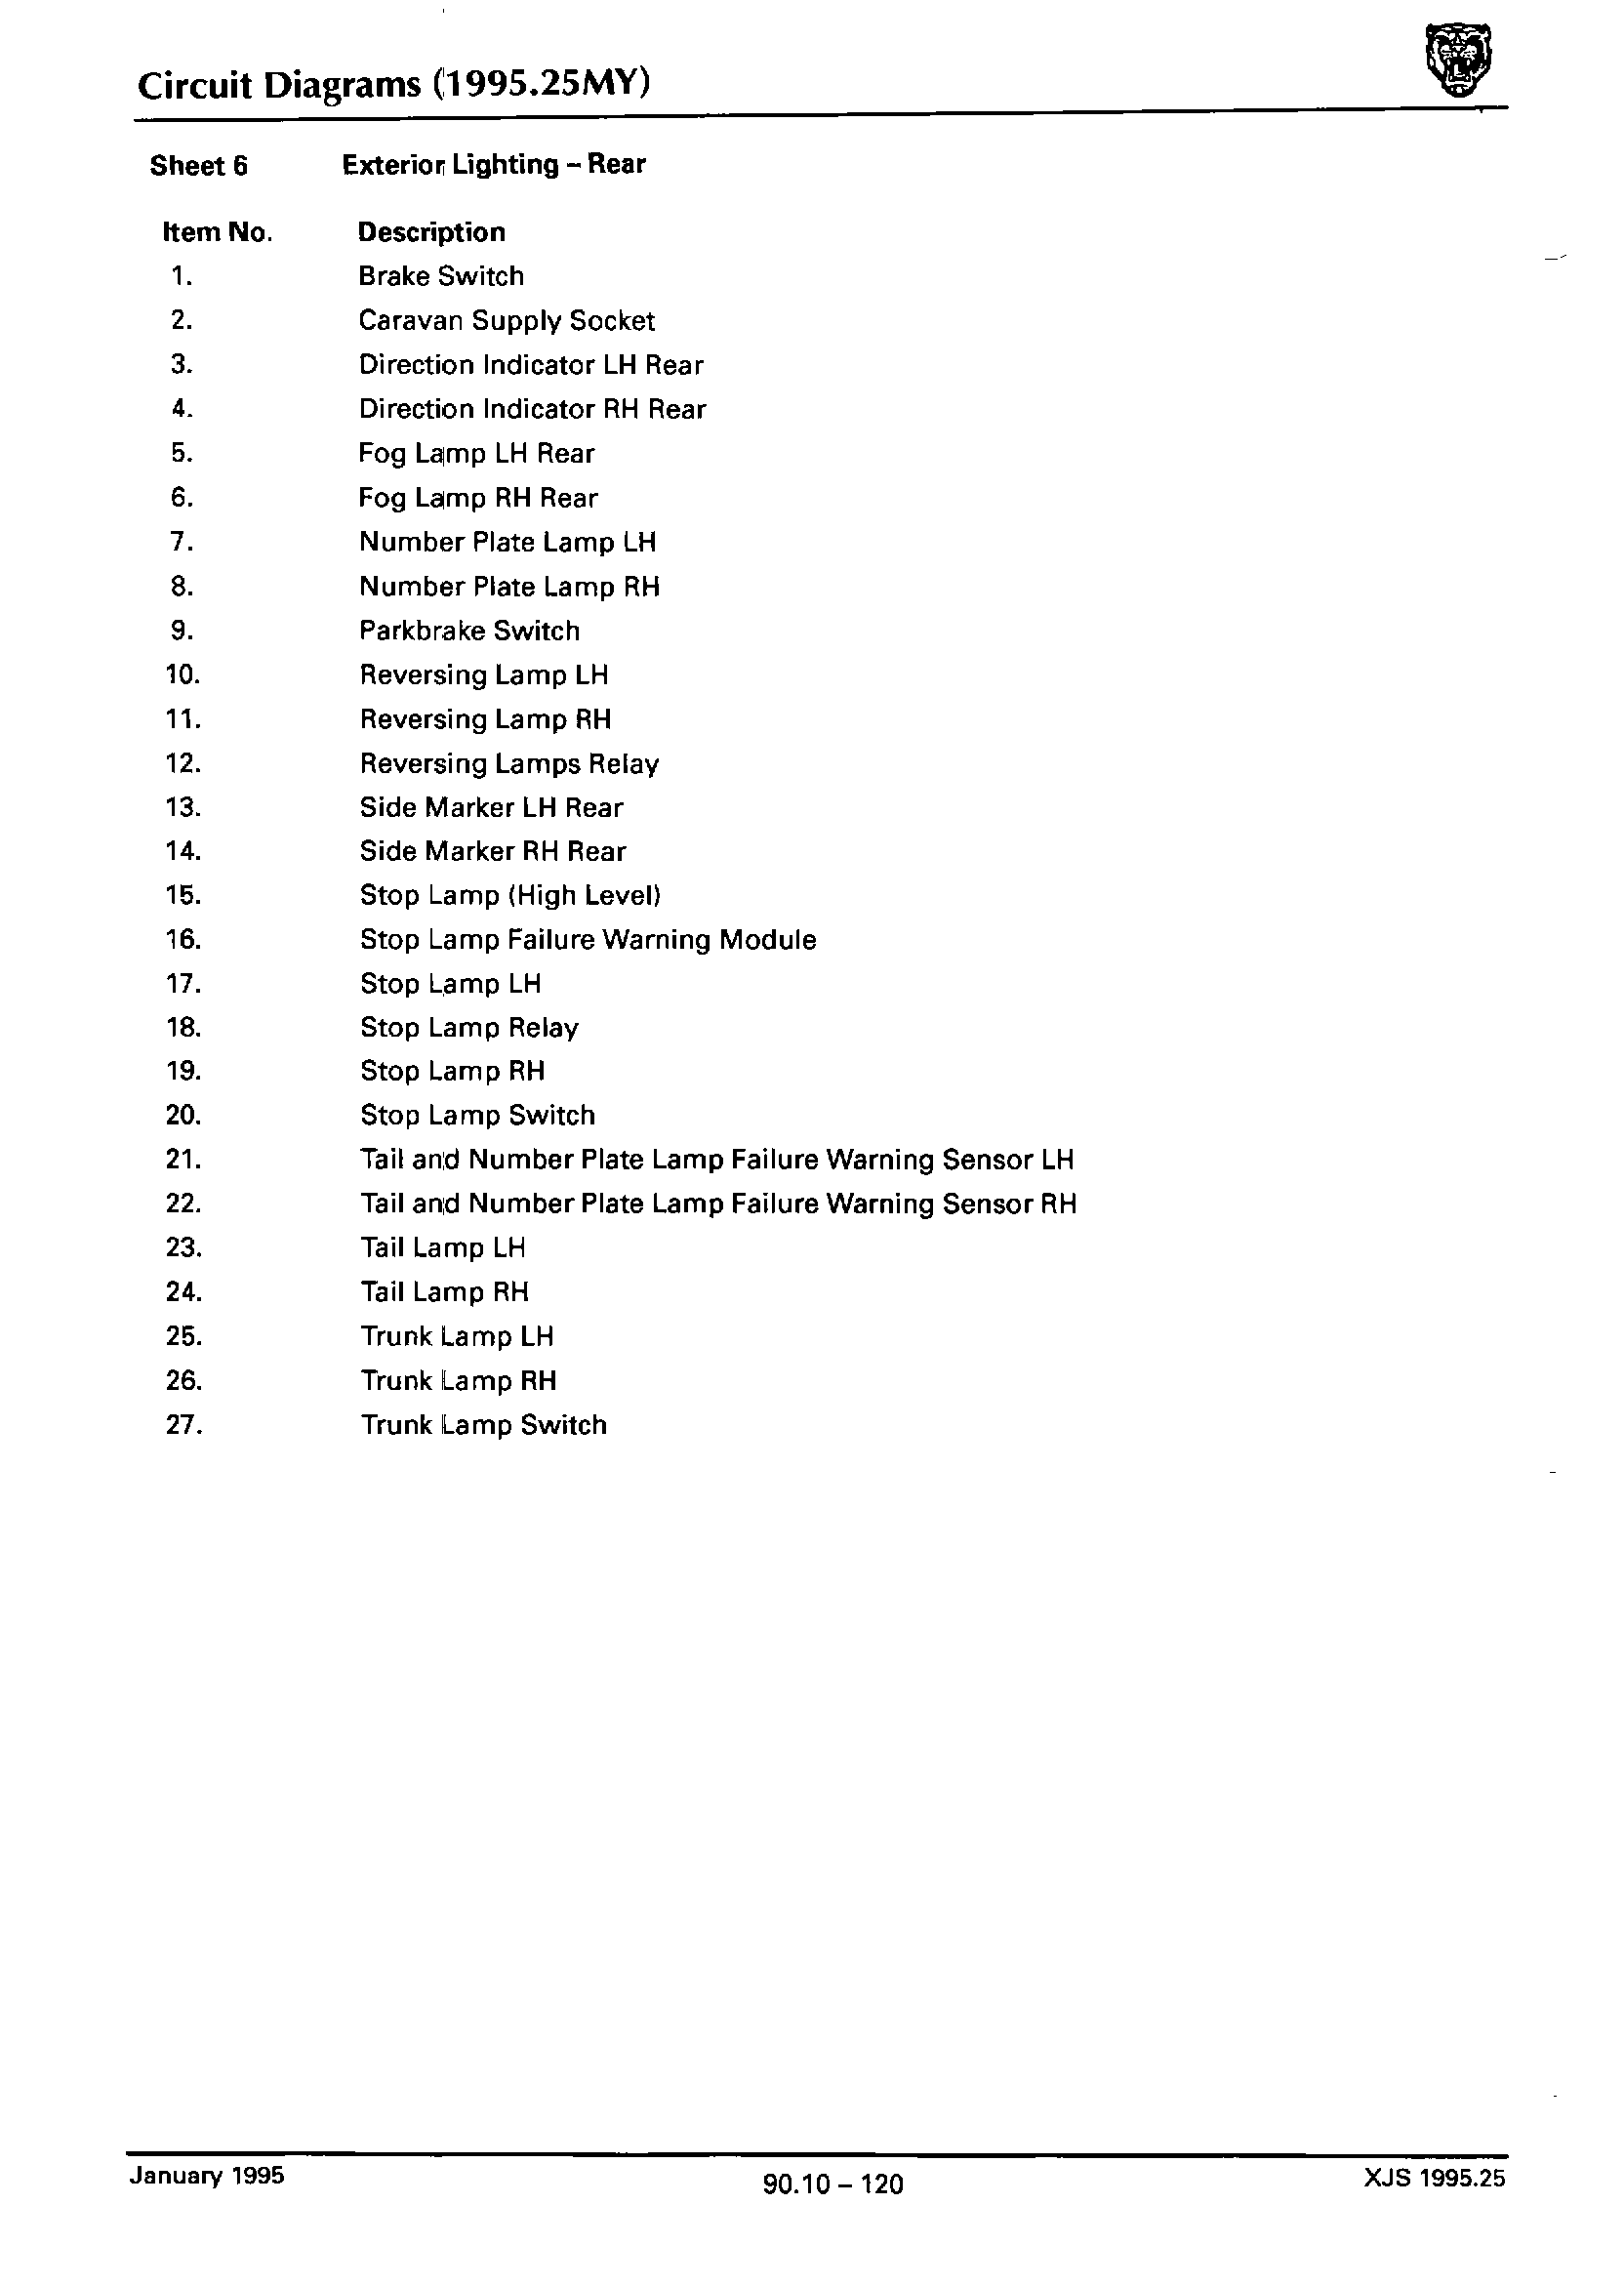 Circuit Diagrams (1995.25MY)
Sheet 6 Exterior Lighting – Rear
Item No. Description
1. Brake Switch
2. Caravan Supply Socket
3. Direction Indicator LH Rear
4. Direction Indicator RH Rear
5. Fog Lamp LH Rear
6. Fog Lamp RH Rear
7. Number Plate Lamp LH
8. Number Plate Lamp RH
9. Parkbrake Switch
10. Reversing Lamp LH
11. Reversing Lamp RH
12. Reversing Lamps Relay
13. Side Marker LH Rear
14. Side Marker RH Rear
15. Stop Lamp (High Level)
16. Stop Lamp Failure Warning Module
17. Stop Lamp LH
18. Stop Lamp Relay
19. Stop Lamp RH
20. Stop Lamp Switch
21. Tail and Number Plate Lamp Failure Warning Sensor LH
22. Tail and Number Plate Lamp Failure Warning Sensor RH
23. Tail Lamp LH
24. Tail Lamp RH
25. Trunk Lamp LH
26. Trunk Lamp RH
27. Trunk Lamp Switch
January 1995 90.10 – 120 XJS 1995.25